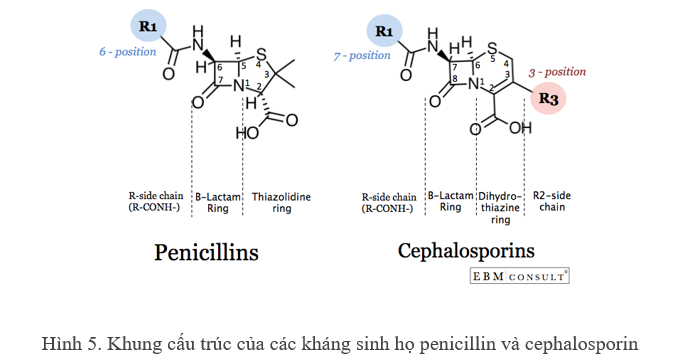 R1
6 - position
O
H
N
H
H
S
6
5
4
3
7
N
1
2
O
H
HO
O
R-side chain
(R-CONH-)
B-Lactam
Ring
Thiazolidine
ring
Penicillins
R1
7 - position
O
H
N
H
H
S
7
6
5
4
3
8
N
1
2
O
O
OH
3 - position
R3
R-side chain
(R-CONH-)
B-Lactam
Ring
Dihydro-
thiazine
ring
R2-side
chain
Cephalosporins
EBM CONSULT®
Hình 5. Khung cấu trúc của các kháng sinh họ penicillin và cephalosporin